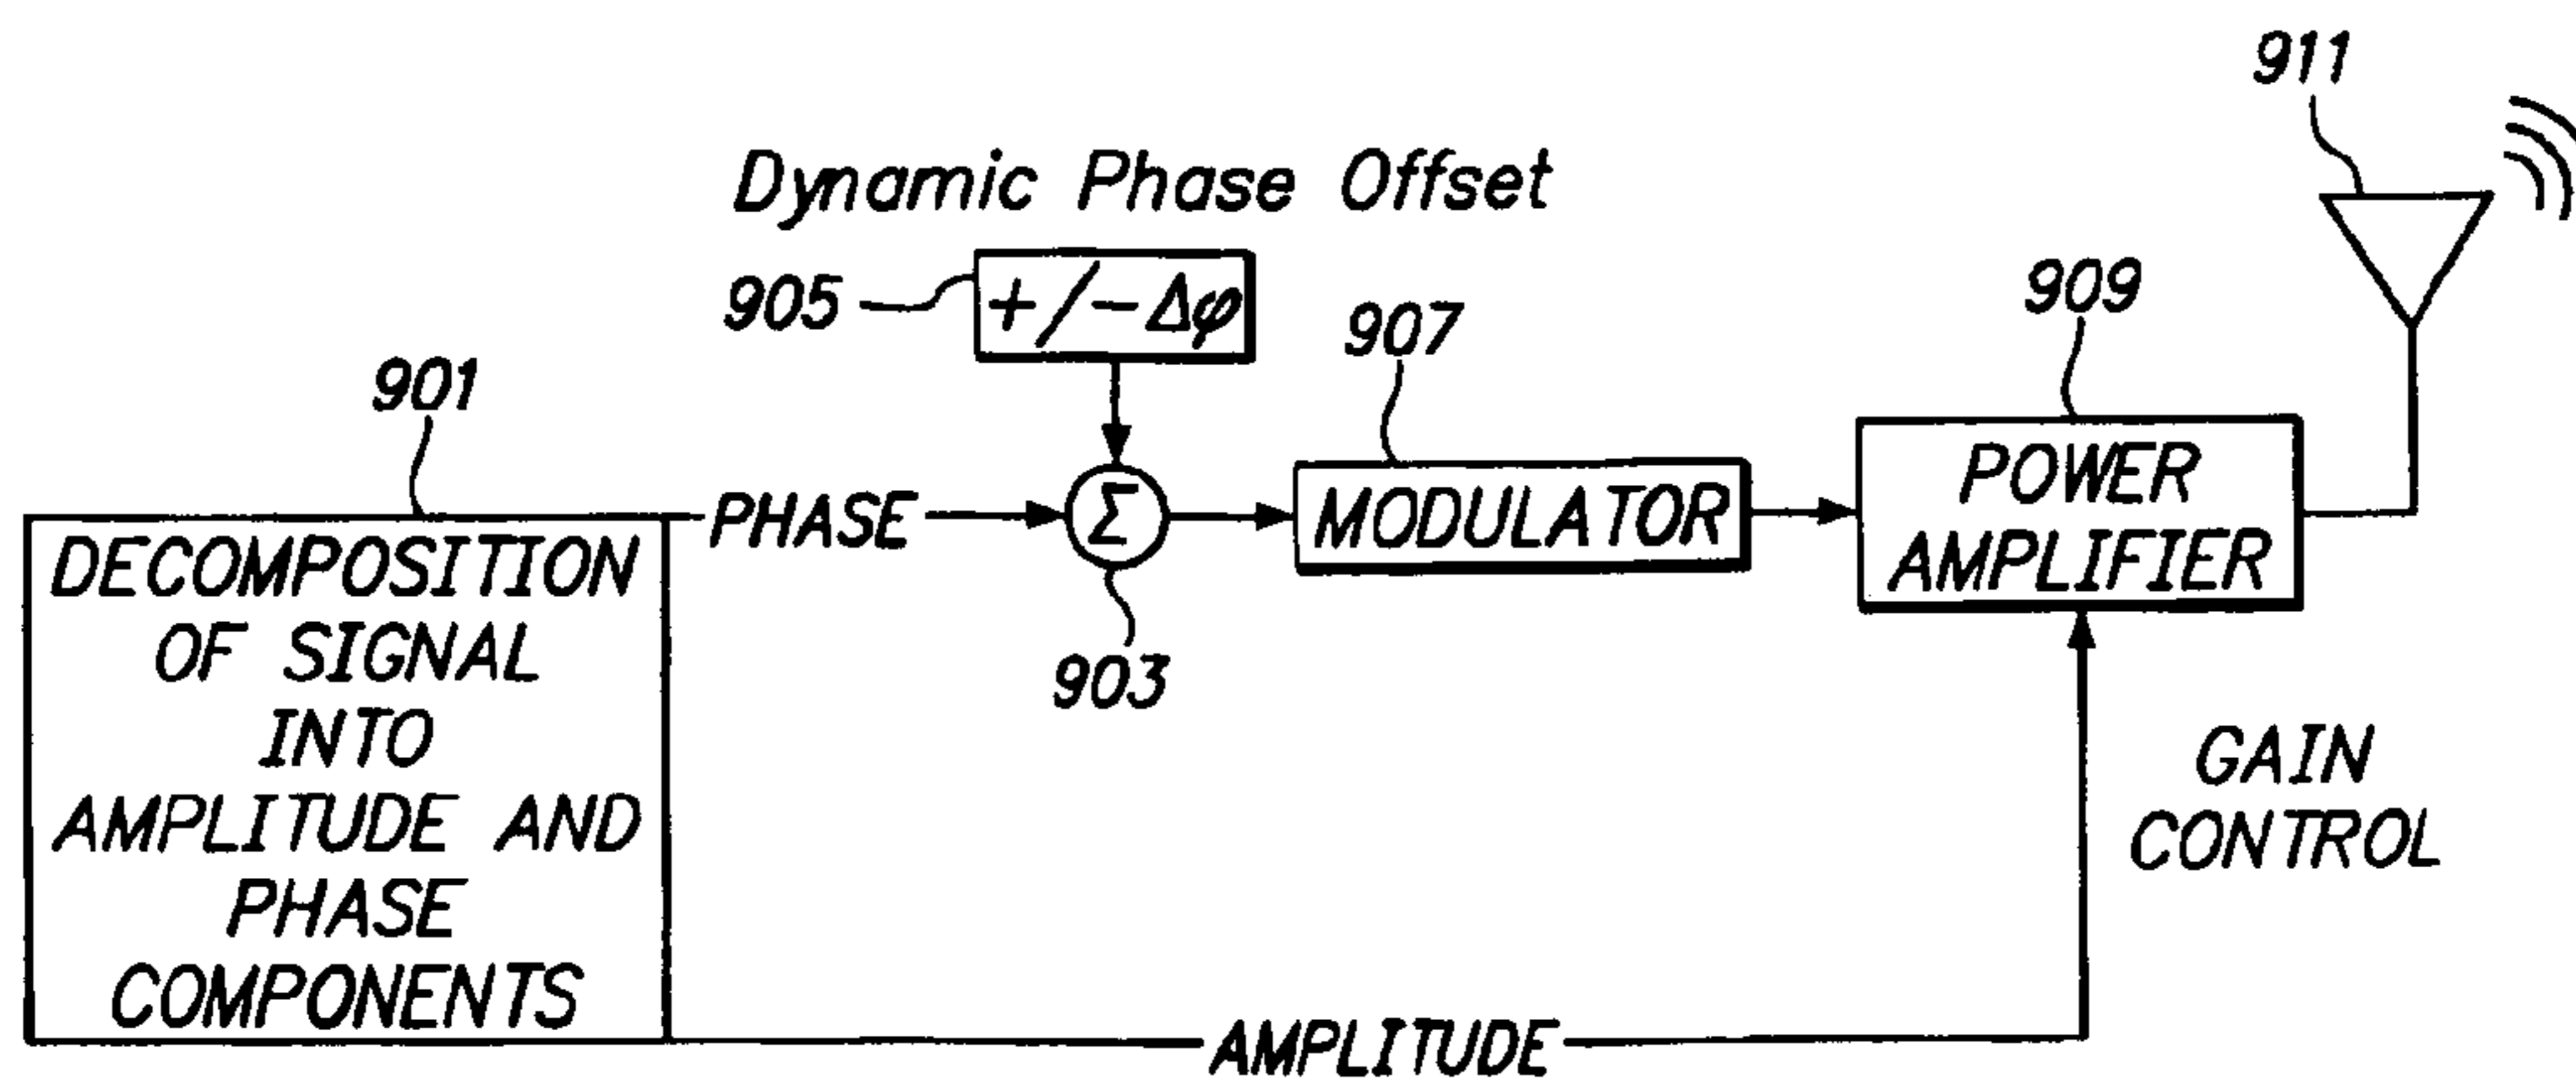 911
Dynamic Phase Offset
909
905
+/-Δφ
907
901
PHASE
Σ
MODULATOR
POWER
AMPLIFIER
DECOMPOSITION
OF SIGNAL
INTO
AMPLITUDE AND
PHASE
COMPONENTS
903
GAIN
CONTROL
AMPLITUDE